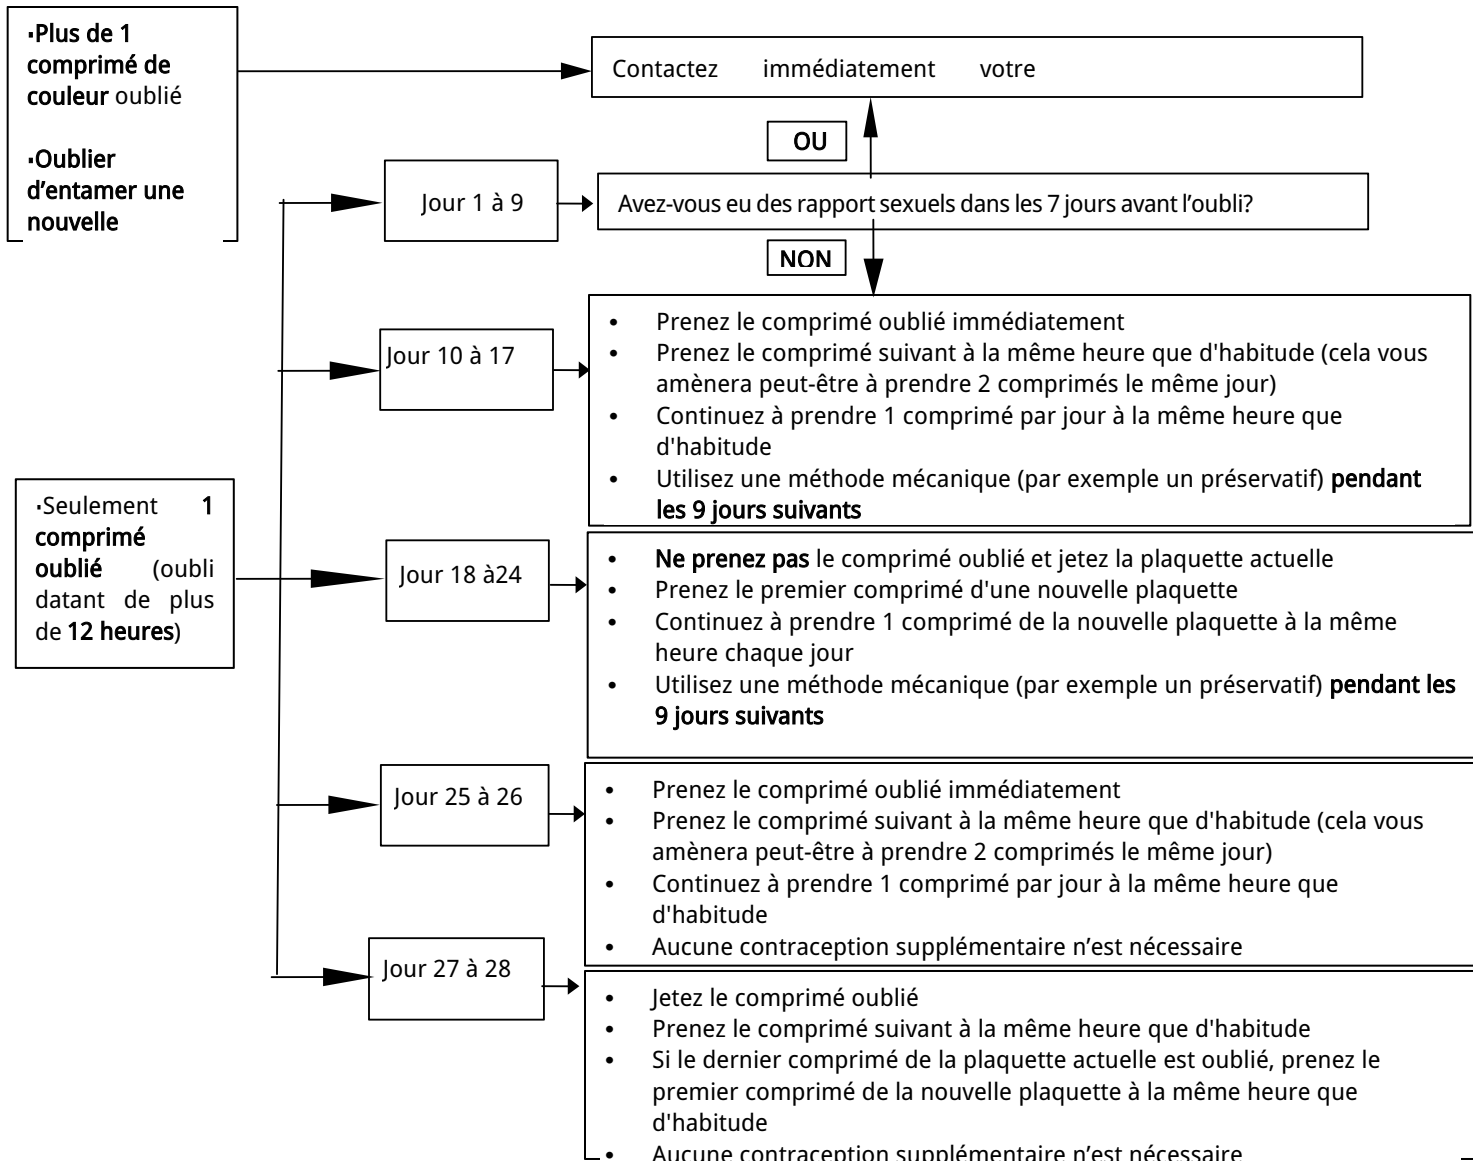 ·Plus de 1
comprimé de
couleur oublié
·Oublier
d’entamer une
nouvelle
Contactez immédiatement votre
OU
Jour 1 à 9
Avez-vous eu des rapport sexuels dans les 7 jours avant l’oubli?
NON
Jour 10 à 17
• Prenez le comprimé oublié immédiatement
• Prenez le comprimé suivant à la même heure que d'habitude (cela vous
amènera peut-être à prendre 2 comprimés le même jour)
• Continuez à prendre 1 comprimé par jour à la même heure que
d'habitude
• Utilisez une méthode mécanique (par exemple un préservatif) pendant
les 9 jours suivants
·Seulement 1
comprimé
oublié (oubli
datant de plus
de 12 heures)
Jour 18 à24
• Ne prenez pas le comprimé oublié et jetez la plaquette actuelle
• Prenez le premier comprimé d'une nouvelle plaquette
• Continuez à prendre 1 comprimé de la nouvelle plaquette à la même
heure chaque jour
• Utilisez une méthode mécanique (par exemple un préservatif) pendant les
9 jours suivants
Jour 25 à 26
• Prenez le comprimé oublié immédiatement
• Prenez le comprimé suivant à la même heure que d'habitude (cela vous
amènera peut-être à prendre 2 comprimés le même jour)
• Continuez à prendre 1 comprimé par jour à la même heure que
d'habitude
• Aucune contraception supplémentaire n’est nécessaire
Jour 27 à 28
• Jetez le comprimé oublié
• Prenez le comprimé suivant à la même heure que d'habitude
• Si le dernier comprimé de la plaquette actuelle est oublié, prenez le
premier comprimé de la nouvelle plaquette à la même heure que
d'habitude
• Aucune contraception supplémentaire n’est nécessaire